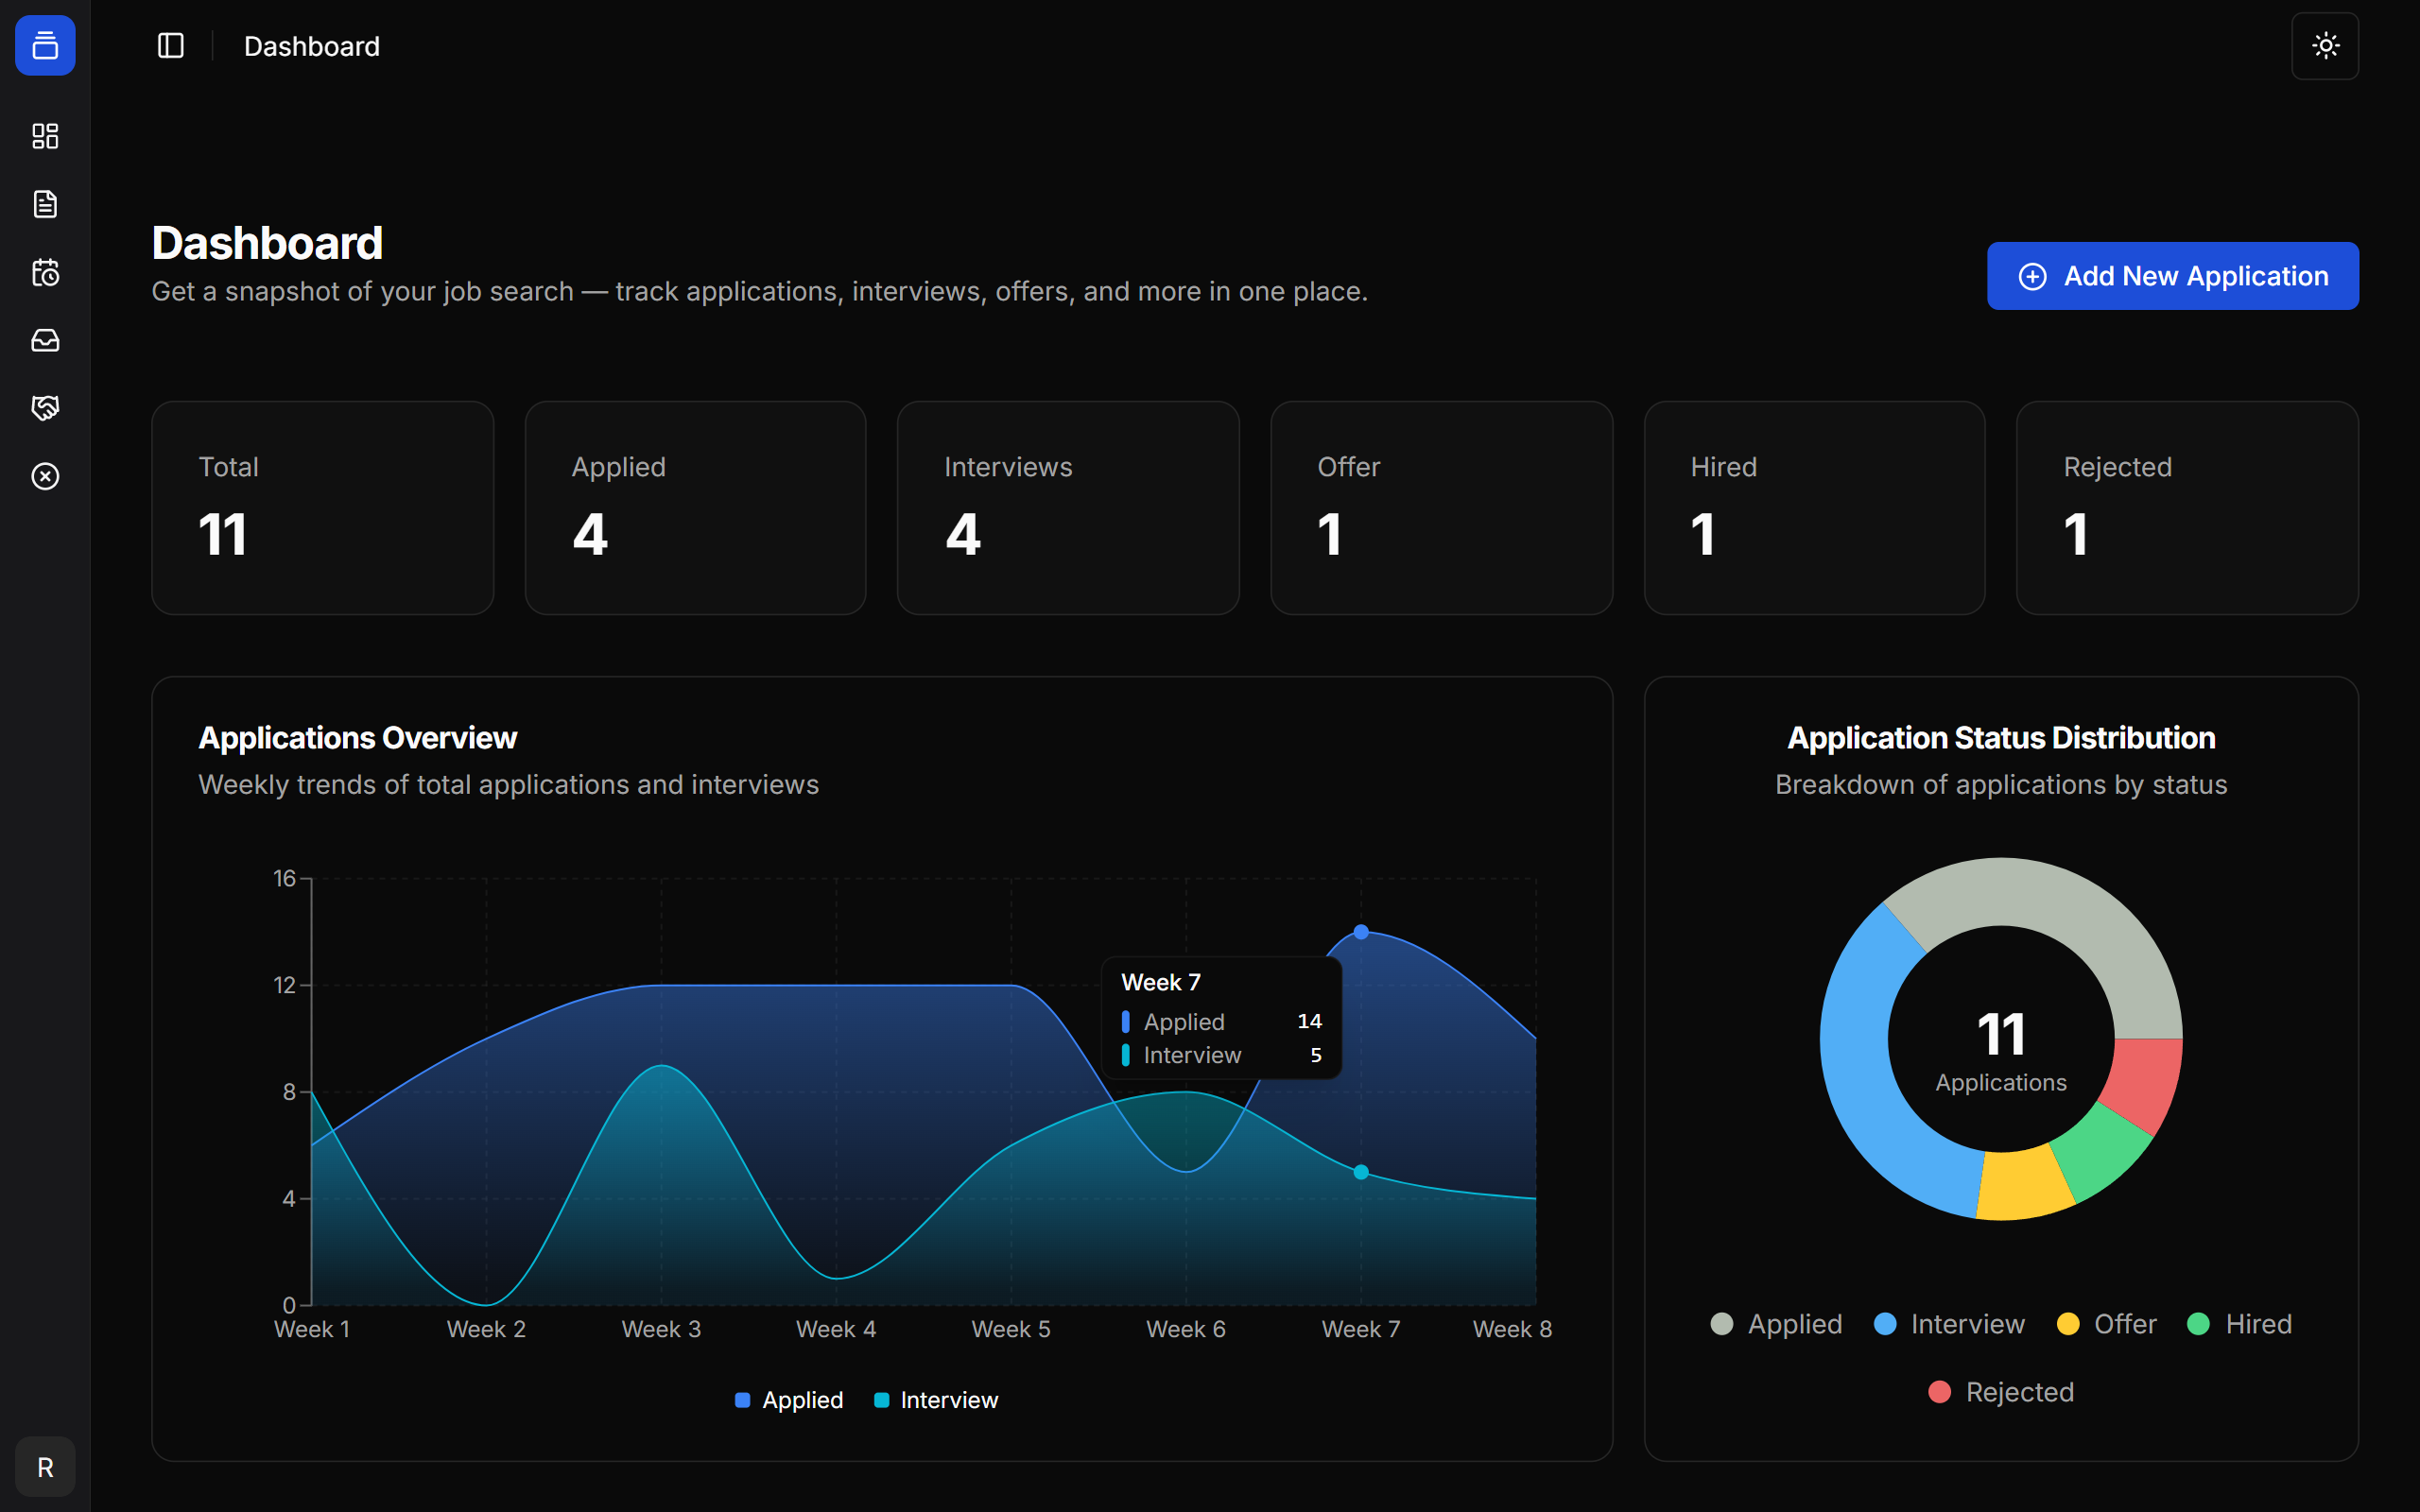 Dashboard
Dashboard
Get a snapshot of your job search — track applications, interviews, offers, and more in one place.
Add New Application
Total
11
Applied
4
Interviews
4
Offer
1
Hired
1
Rejected
1
Applications Overview
Weekly trends of total applications and interviews
16
12
8
4
0
Week 1 Week 2 Week 3 Week 4 Week 5 Week 6 Week 7 Week 8
Week 7
Applied 14
Interview 5
Applied Interview
Application Status Distribution
Breakdown of applications by status
11
Applications
Applied Interview Offer Hired
Rejected
R